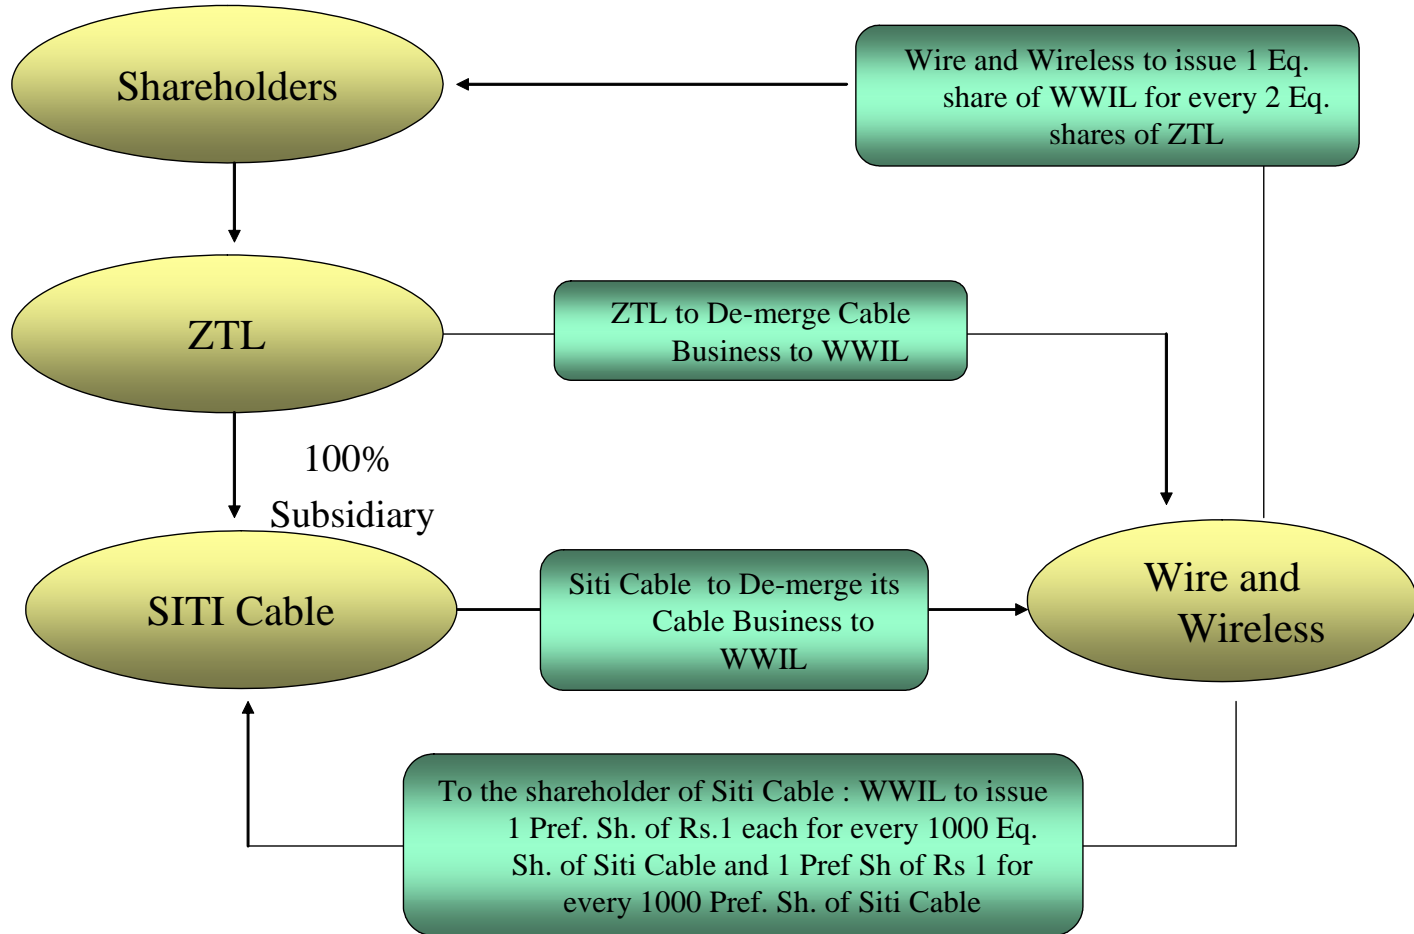 Shareholders
Wire and Wireless to issue 1 Eq.
share of WWIL for every 2 Eq.
shares of ZTL
ZTL
ZTL to De-merge Cable
Business to WWIL
100%
Subsidiary
SITI Cable
Siti Cable to De-merge its
Cable Business to
WWIL
Wire and
Wireless
To the shareholder of Siti Cable : WWIL to issue
1 Pref. Sh. of Rs.1 each for every 1000 Eq.
Sh. of Siti Cable and 1 Pref Sh of Rs 1 for
every 1000 Pref. Sh. of Siti Cable